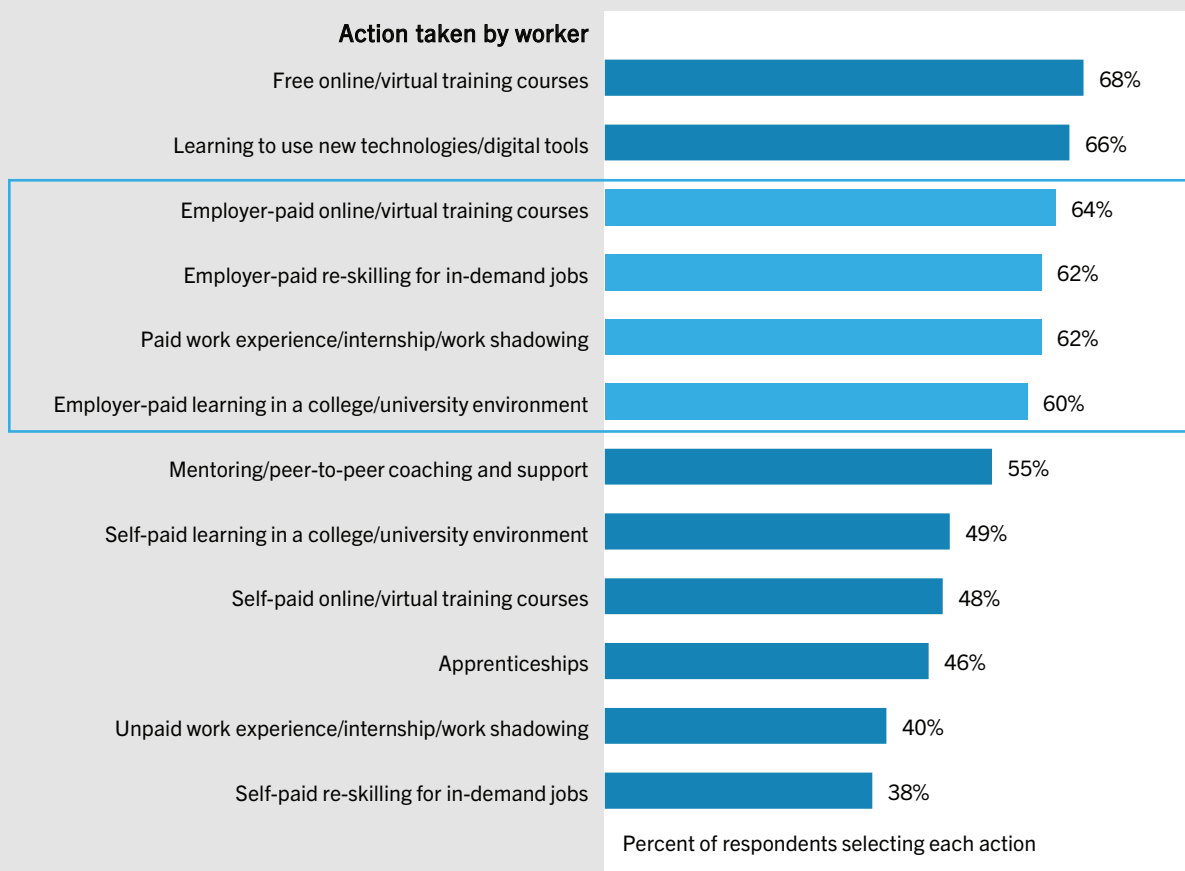 Action taken by worker
Free online/virtual training courses 68%
Learning to use new technologies/digital tools 66%
Employer-paid online/virtual training courses 64%
Employer-paid re-skilling for in-demand jobs 62%
Paid work experience/internship/work shadowing 62%
Employer-paid learning in a college/university environment 60%
Mentoring/peer-to-peer coaching and support 55%
Self-paid learning in a college/university environment 49%
Self-paid online/virtual training courses 48%
Apprenticeships 46%
Unpaid work experience/internship/work shadowing 40%
Self-paid re-skilling for in-demand jobs 38%
Percent of respondents selecting each action